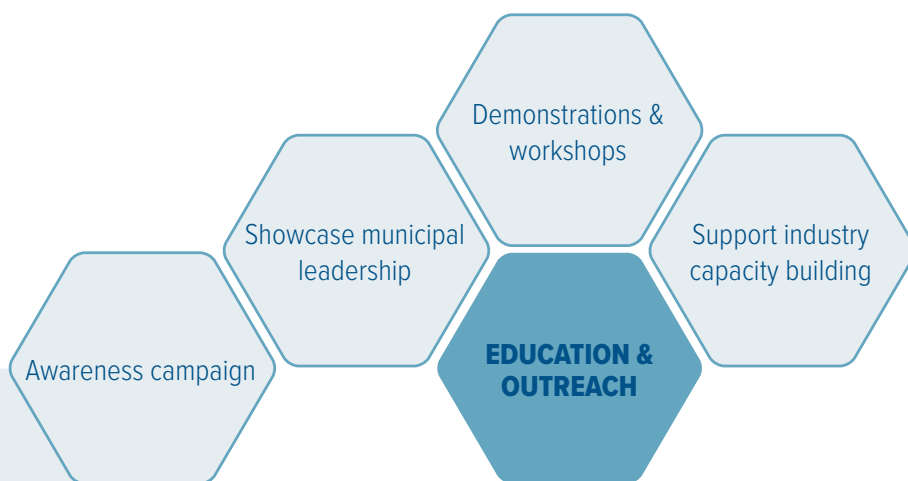 Demonstrations &
workshops
Showcase municipal
leadership
Support industry
capacity building
Awareness campaign
EDUCATION &
OUTREACH